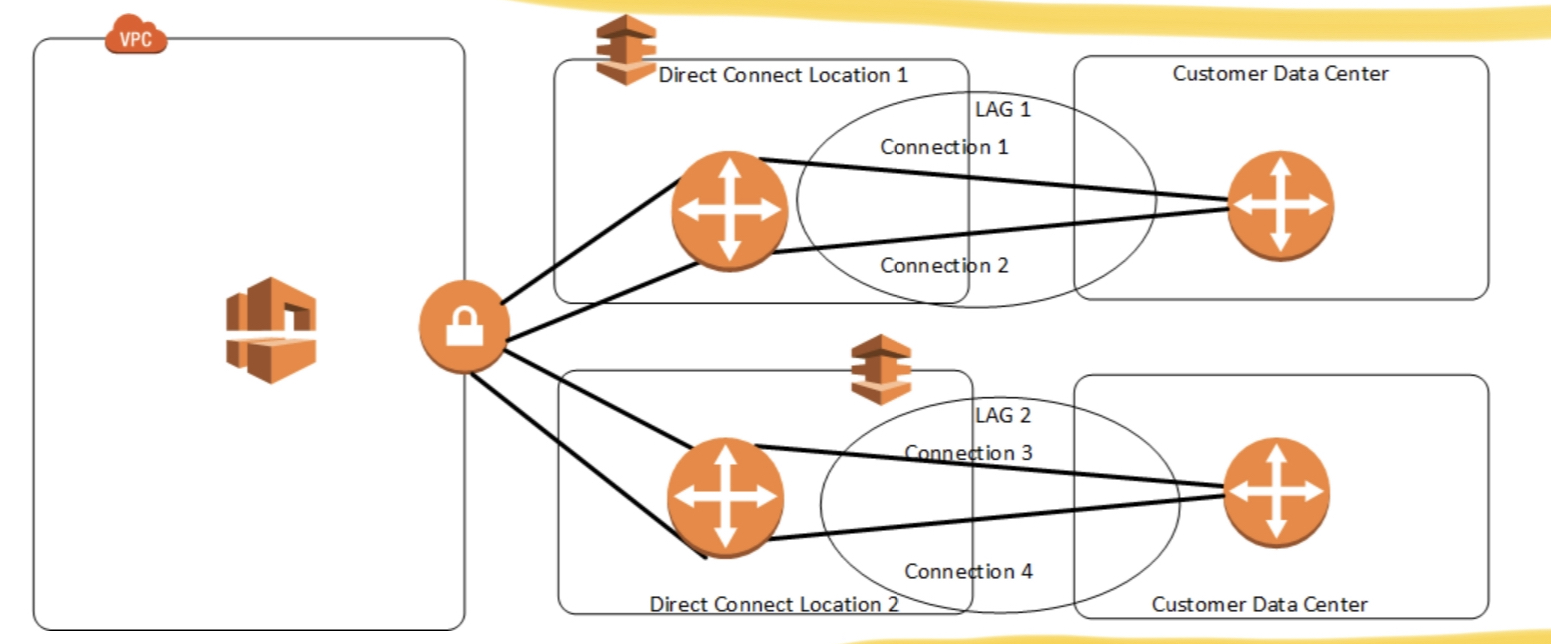 VPC
Direct Connect Location 1
Customer Data Center
LAG 1
Connection 1
Connection 2
LAG 2
Connection 3
Connection 4
Direct Connect Location 2
Customer Data Center